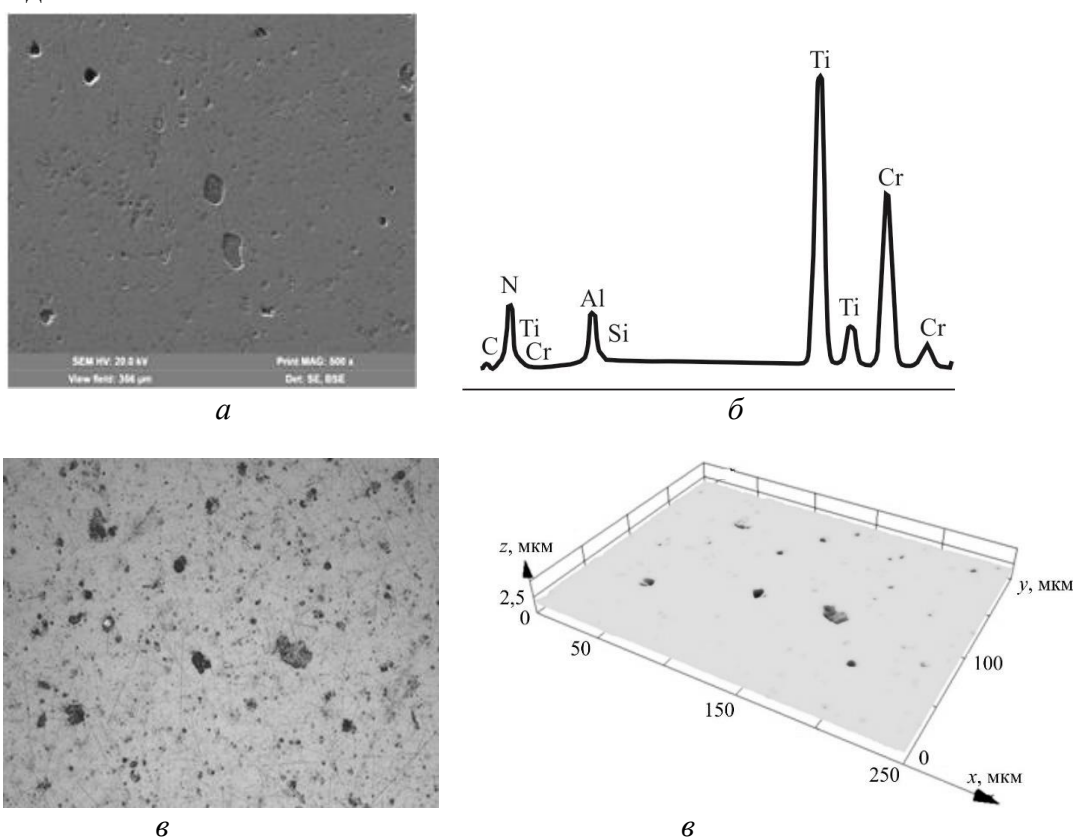 SEM HV: 20.0 kV Print MAG: 500 x
View field: 356 µm Det: SE, BSE
а
Ti
Cr
N
Al
Ti
Ti
Si
Cr
C
Cr
б
z, мкм
2,5
0
50
150
250
x, мкм
0
100
y, мкм
в
в